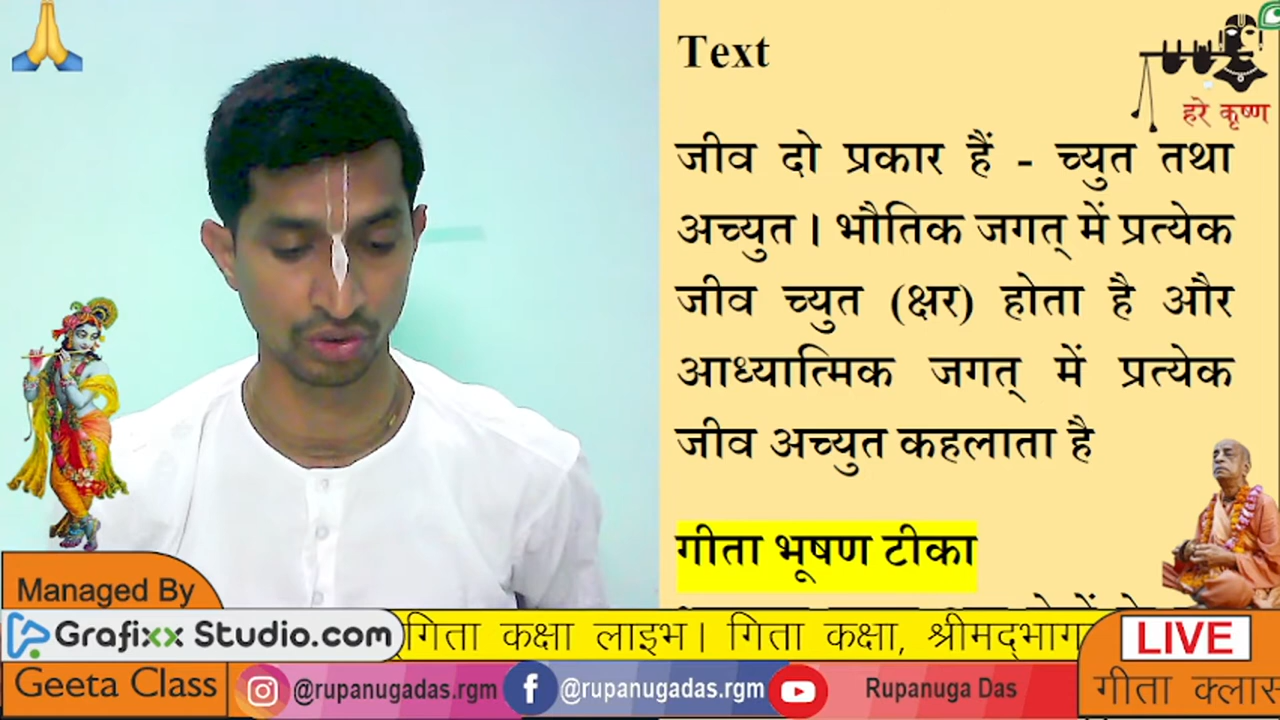 Text
हरे कृष्ण
जीव दो प्रकार हैं - च्युत तथा
अच्युत। भौतिक जगत् में प्रत्येक
जीव च्युत (क्षर) होता है और
आध्यात्मिक जगत् में प्रत्येक
जीव अच्युत कहलाता है
गीता भूषण टीका
Managed By
Grafixx Studio.com
गिता कक्षा लाइभ। गिता कक्षा,
LIVE
Geeta Class
@rupanugadas.rgm
@rupanugadas.rgm
Rupanuga Das
गीता क्लास